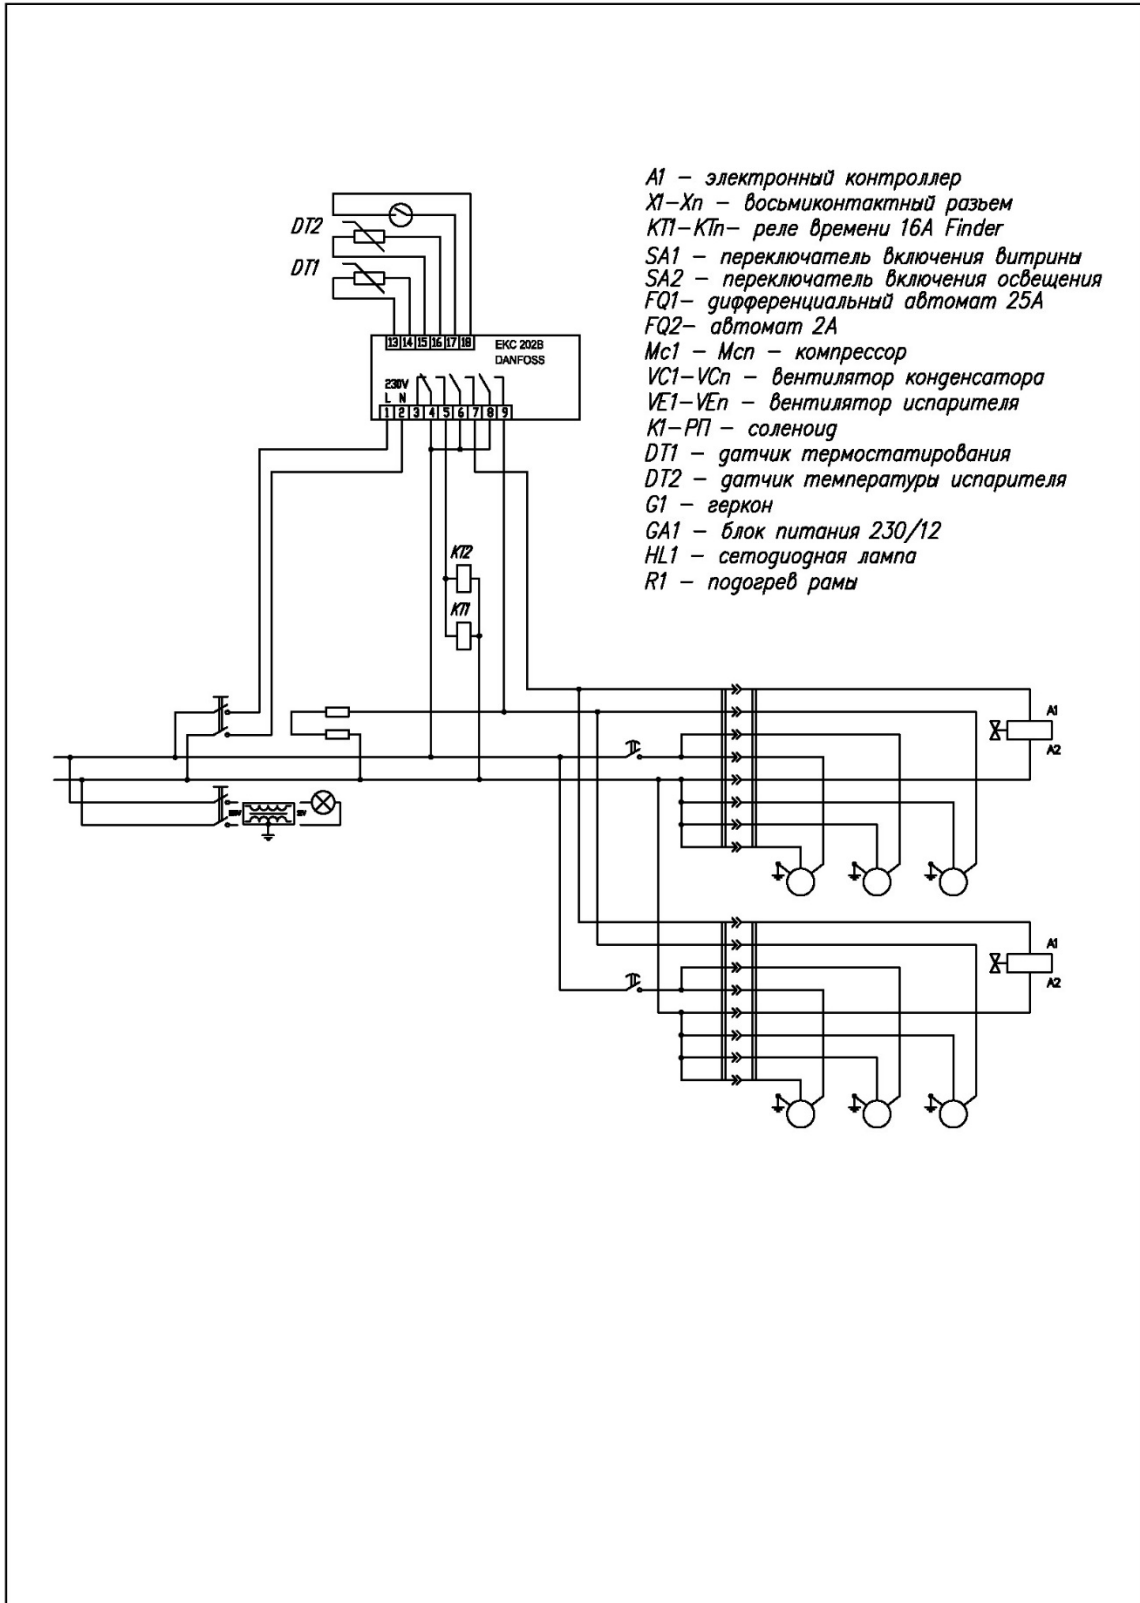 A1 – электронный контроллер
X1-Xn – восьмиконтактный разьем
KT1-KTn- реле времени 16А Finder
SA1 – переключатель включения витрины
SA2 – переключатель включения освещения
FQ1- дифференциальный автомат 25А
FQ2- автомат 2А
Mc1 – Mcn – компрессор
VC1-VCn – вентилятор конденсатора
VE1-VEn – вентилятор испарителя
K1-РП – соленоид
DT1 – датчик термостатирования
DT2 – датчик температуры испарителя
G1 – геркон
GA1 – блок питания 230/12
HL1 – сетодиодная лампа
R1 – подогрев рамы
DT2
DT1
13 14 15 16 17 18
EKC 202B
DANFOSS
230V
L N
1 2 3 4 5 6 7 8 9
KT2
KT1
A1
A2
A1
A2